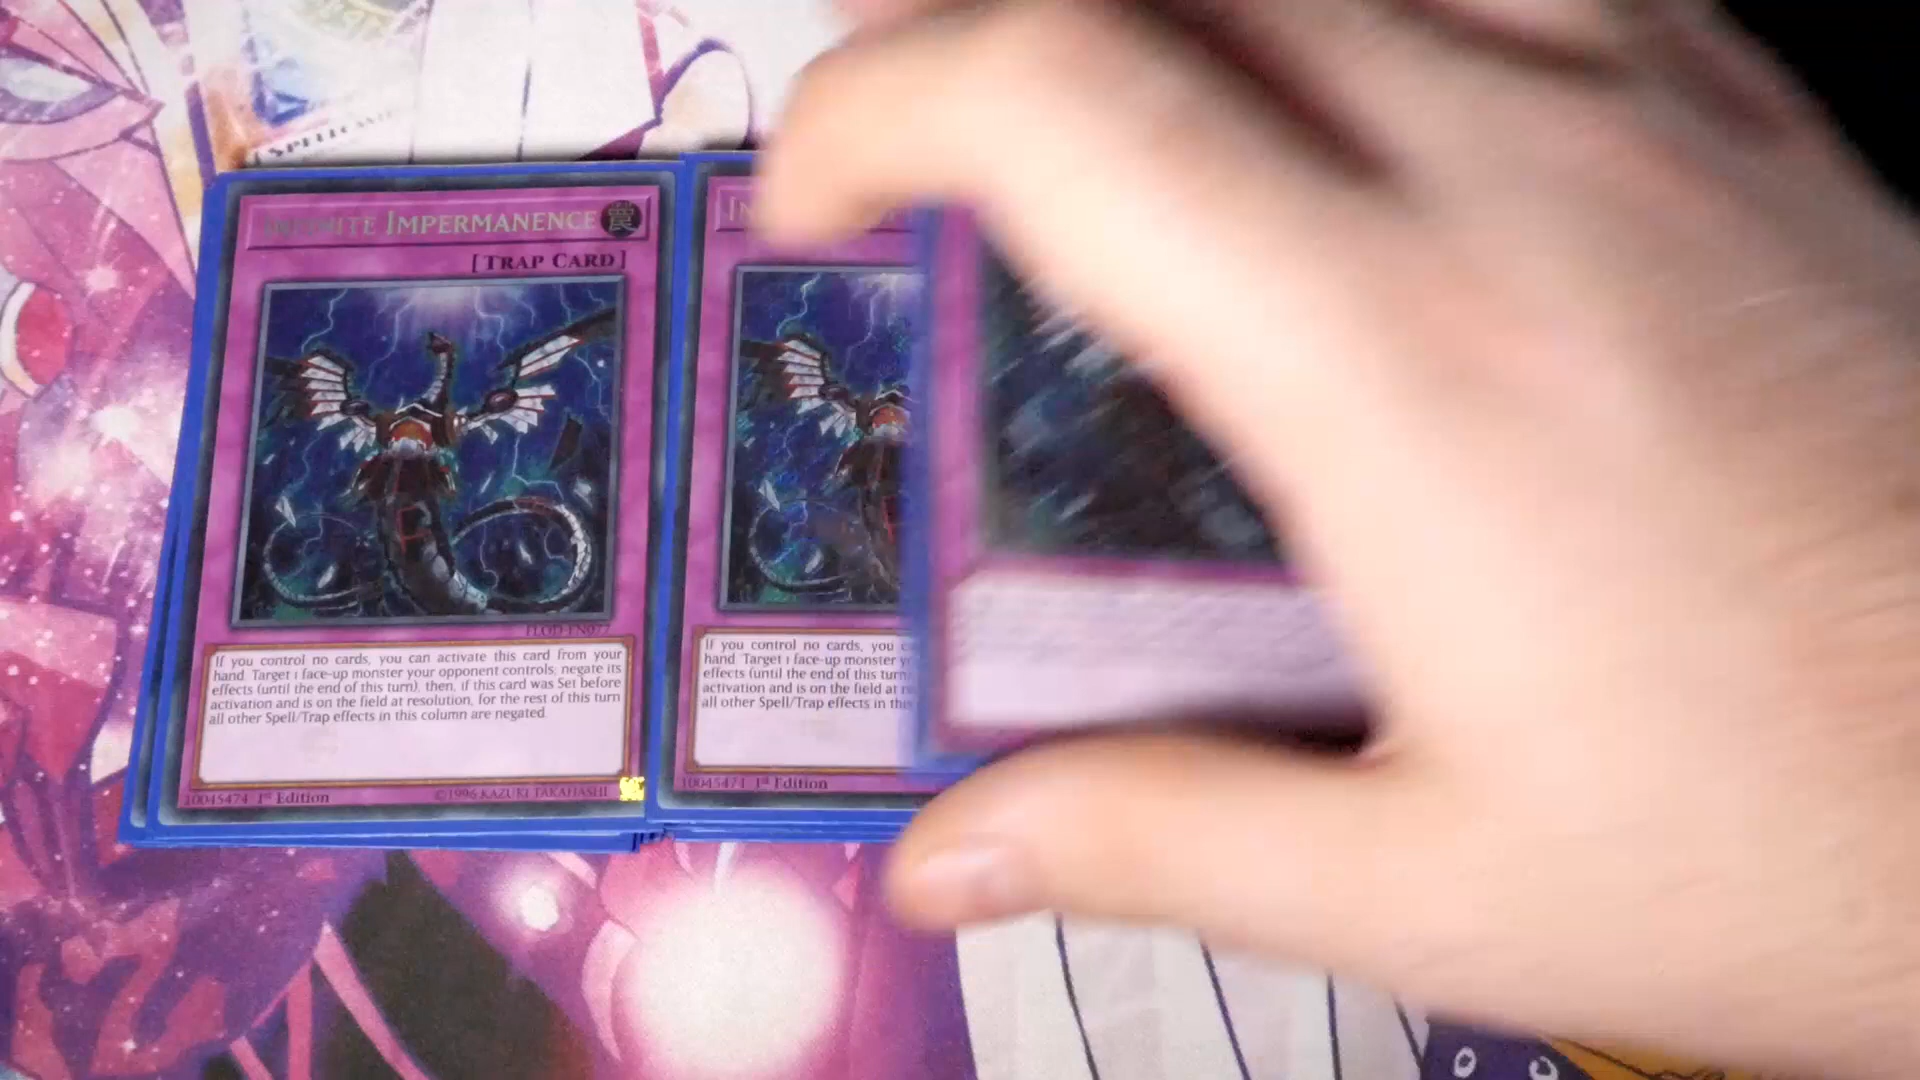 SPELLCAS
INFINITE IMPERMANENCE
[TRAP CARD]
FLOD-EN077
If you control no cards, you can activate this card from your
hand. Target 1 face-up monster your opponent controls; negate its
effects (until the end of this turn), then, if this card was Set before
activation and is on the field at resolution, for the rest of this turn
all other Spell/Trap effects in this column are negated.
10045474 1st Edition
©1996 KAZUKI TAKAHASHI
If you control no cards, you
hand. Target 1 face-up monster
effects (until the end of this turn
activation and is on the field at
all other Spell/Trap effects in this
10045474 1st Edition